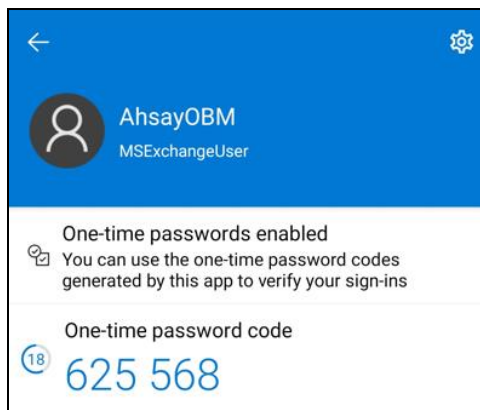 AhsayOBM
MSExchangeUser
One-time passwords enabled
You can use the one-time password codes
generated by this app to verify your sign-ins
One-time password code
18
625 568